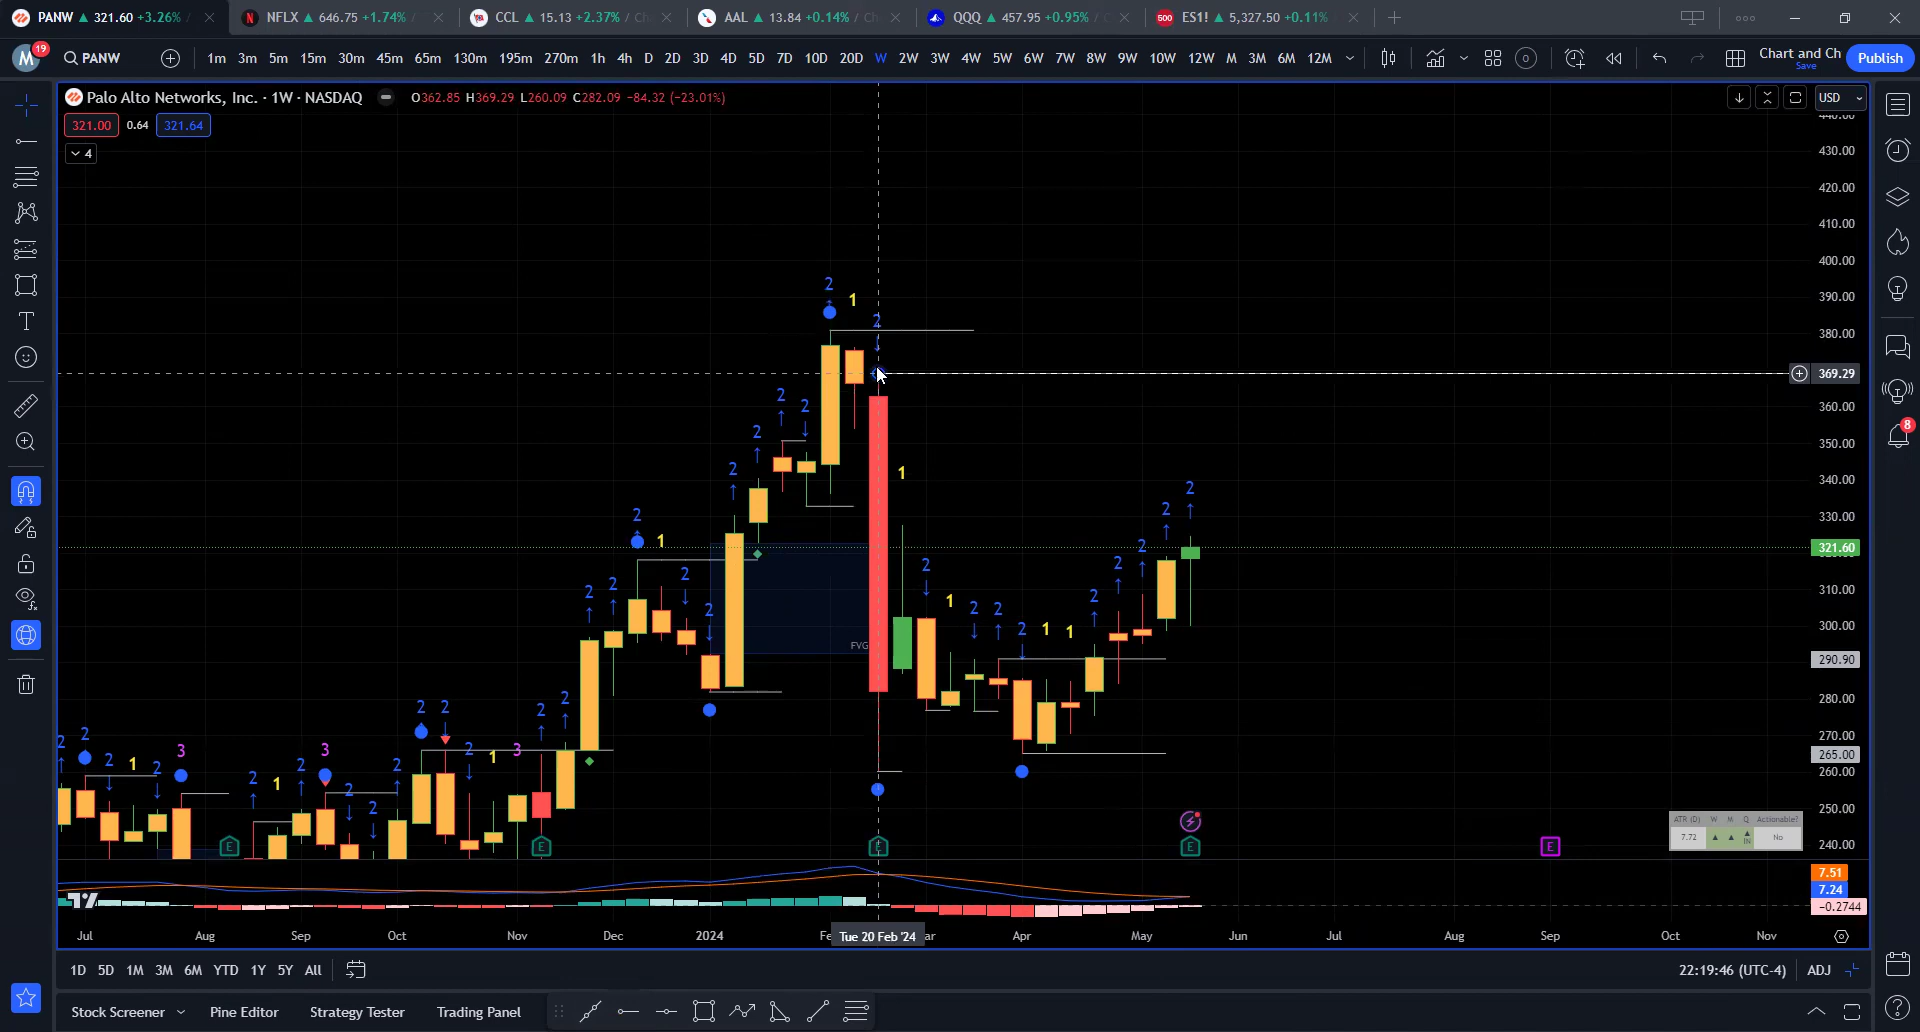 PANW ▲ 321.60 +3.26% /
NFLX ▲ 646.75 +1.74% /
CCL ▲ 15.13 +2.37% / Ch
AAL ▲ 13.84 +0.14% / Ch
QQQ ▲ 457.95 +0.95% / C
500 ES1! ▲ 5,327.50 +0.11% /
M 19 PANW 1m 3m 5m 15m 30m 45m 65m 130m 195m 270m 1h 4h D 2D 3D 4D 5D 7D 10D 20D W 2W 3W 4W 5W 6W 7W 8W 9W 10W 12W M 3M 6M 12M Chart and Ch Publish
Save
Palo Alto Networks, Inc. · 1W · NASDAQ O362.85 H369.29 L260.09 C282.09 −84.32 (−23.01%) USD
321.00 0.64 321.64
4
440.00
430.00
420.00
410.00
400.00
390.00
380.00
369.29
360.00
350.00
340.00
330.00
321.60
310.00
300.00
290.90
280.00
270.00
265.00
260.00
250.00
240.00
FVG
8
ATR (D) W M Q Actionable?
7.72 ▲ ▲ ▲ IN No
E E E E E
7.51
7.24
−0.2744
Jul Aug Sep Oct Nov Dec 2024 Fe Tue 20 Feb '24 ar Apr May Jun Jul Aug Sep Oct Nov
1D 5D 1M 3M 6M YTD 1Y 5Y All 22:19:46 (UTC-4) ADJ
Stock Screener Pine Editor Strategy Tester Trading Panel